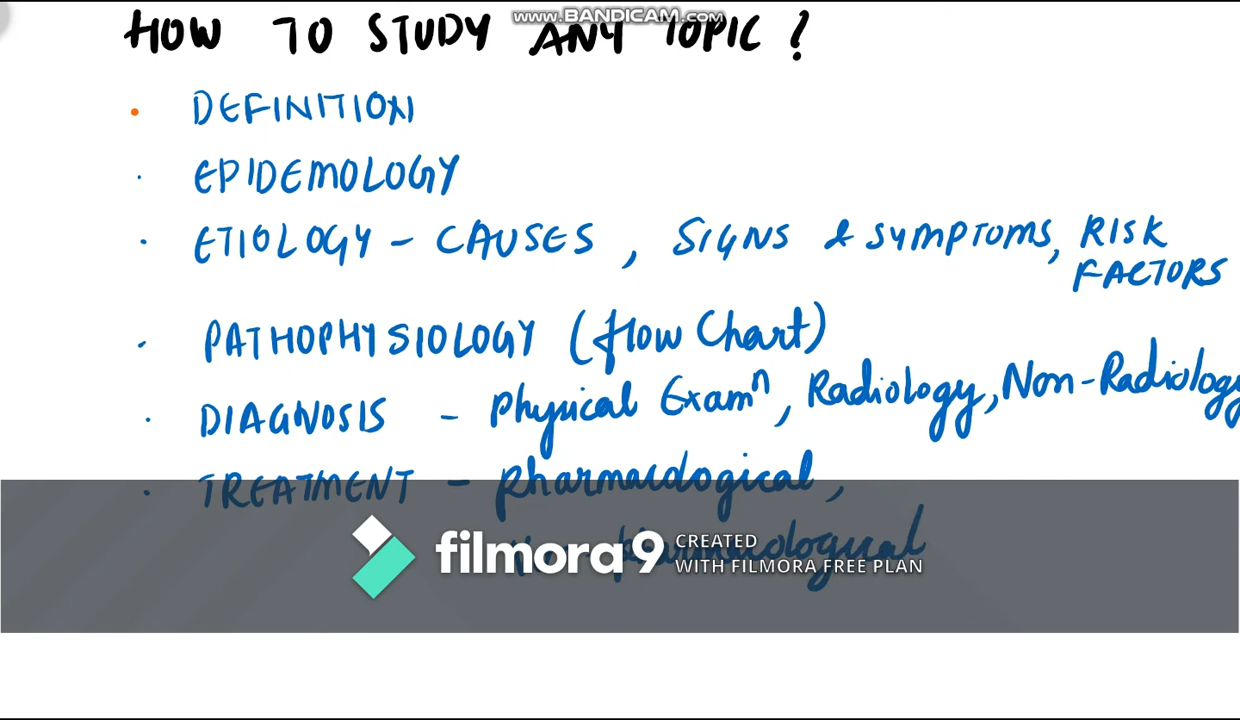 www.BANDICAM.com
HOW TO STUDY ANY TOPIC ?
• DEFINITION
• EPIDEMOLOGY
• ETIOLOGY - CAUSES, SIGNS & SYMPTOMS, RISK
FACTORS
• PATHOPHYSIOLOGY (flow Chart)
• DIAGNOSIS - Physical Examⁿ, Radiology, Non-Radiology
• TREATMENT - Pharmacological,
pharmacological
filmora9 CREATED
WITH FILMORA FREE PLAN